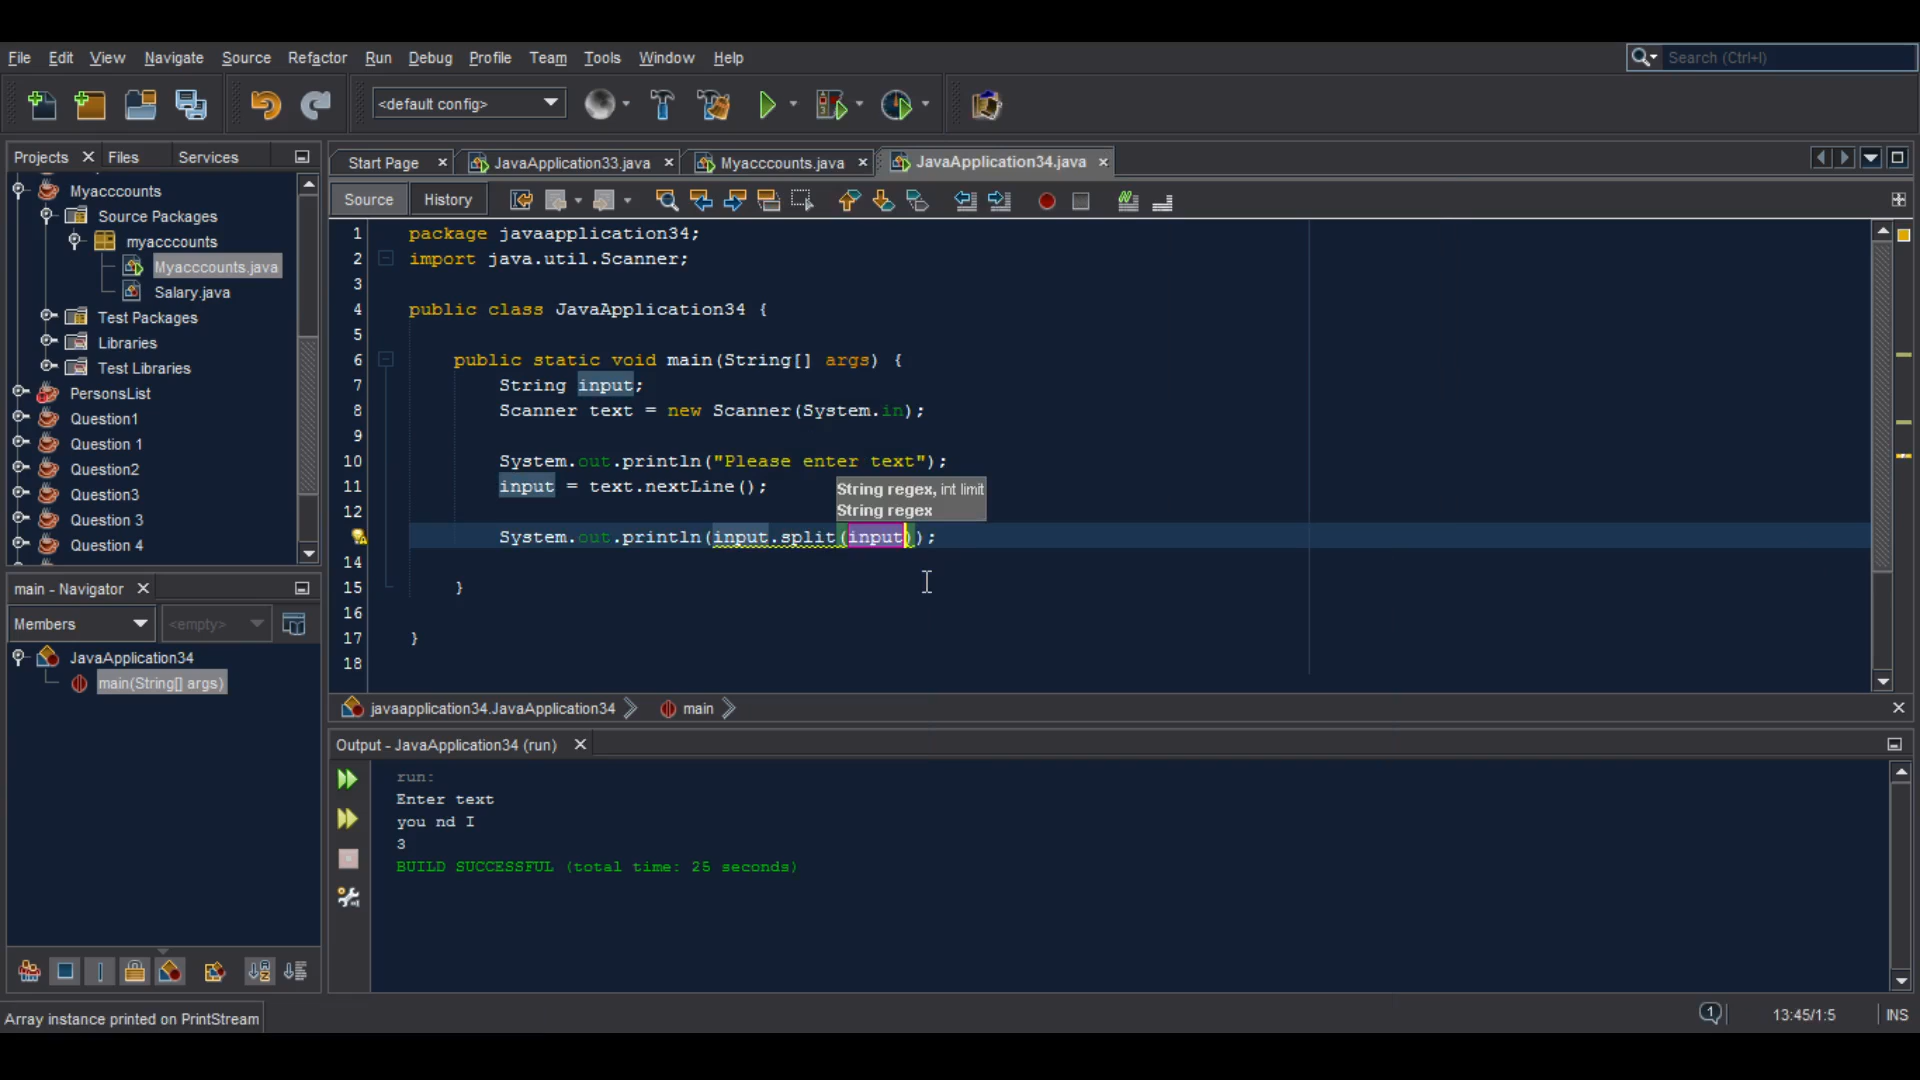 File Edit View Navigate Source Refactor Run Debug Profile Team Tools Window Help
Search (Ctrl+I)
<default config>
Projects Files Services
Start Page JavaApplication33.java Myacccounts.java JavaApplication34.java
Source History
Myacccounts
Source Packages
myacccounts
Myacccounts.java
Salary.java
Test Packages
Libraries
Test Libraries
PersonsList
Question1
Question 1
Question2
Question3
Question 3
Question 4
1 package javaapplication34;
2 import java.util.Scanner;
3
4 public class JavaApplication34 {
5
6 public static void main(String[] args) {
7 String input;
8 Scanner text = new Scanner(System.in);
9
10 System.out.println("Please enter text");
11 input = text.nextLine();
12
System.out.println(input.split(input));
14
15 }
16
17 }
18
String regex, int limit
String regex
main - Navigator
Members <empty>
JavaApplication34
main(String[] args)
javaapplication34.JavaApplication34 main
Output - JavaApplication34 (run)
run:
Enter text
you nd I
3
BUILD SUCCESSFUL (total time: 25 seconds)
Array instance printed on PrintStream
1
13:45/1:5 INS